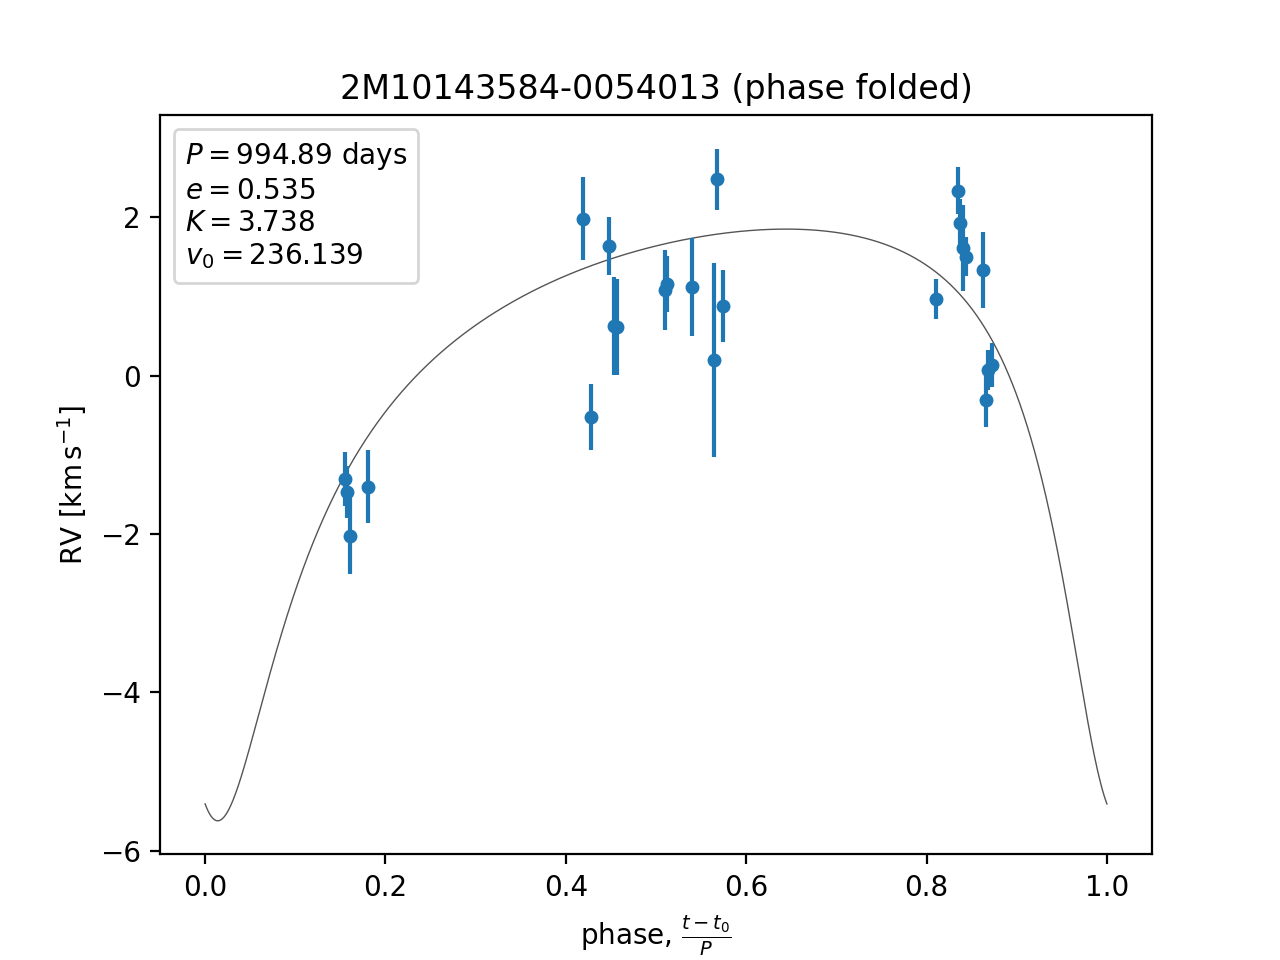 2M10143584-0054013 (phase folded)
P = 994.89 days
e = 0.535
K = 3.738
v₀ = 236.139
RV [km s⁻¹]
2
0
−2
−4
−6
0.0 0.2 0.4 0.6 0.8 1.0
phase, (t − t₀)/P